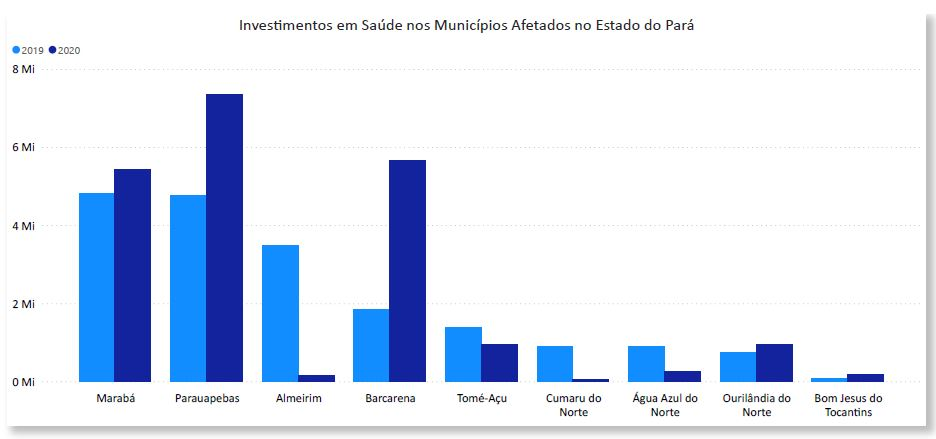 Investimentos em Saúde nos Municípios Afetados no Estado do Pará
2019 2020
8 Mi
6 Mi
4 Mi
2 Mi
0 Mi
Marabá Parauapebas Almeirim Barcarena Tomé-Açu Cumaru do Água Azul do Ourilândia do Bom Jesus do
Norte Norte Norte Tocantins